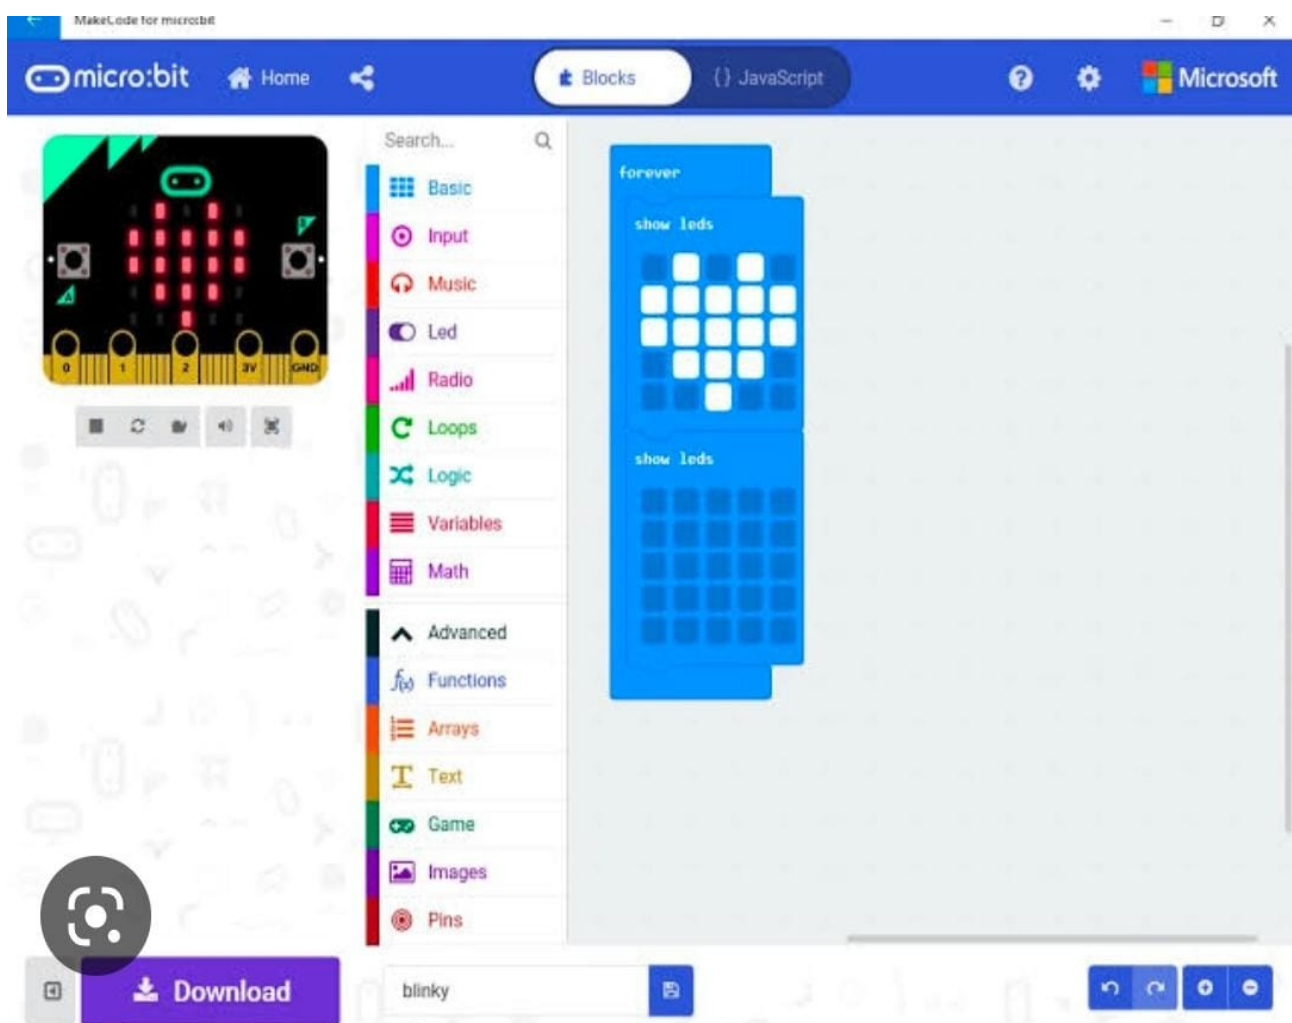 MakeCode for micro:bit
micro:bit Home Blocks {} JavaScript Microsoft
Search...
Basic
Input
Music
Led
Radio
Loops
Logic
Variables
Math
Advanced
Functions
Arrays
Text
Game
Images
Pins
B
A
0 1 2 3V GND
forever
show leds
show leds
Download
blinky